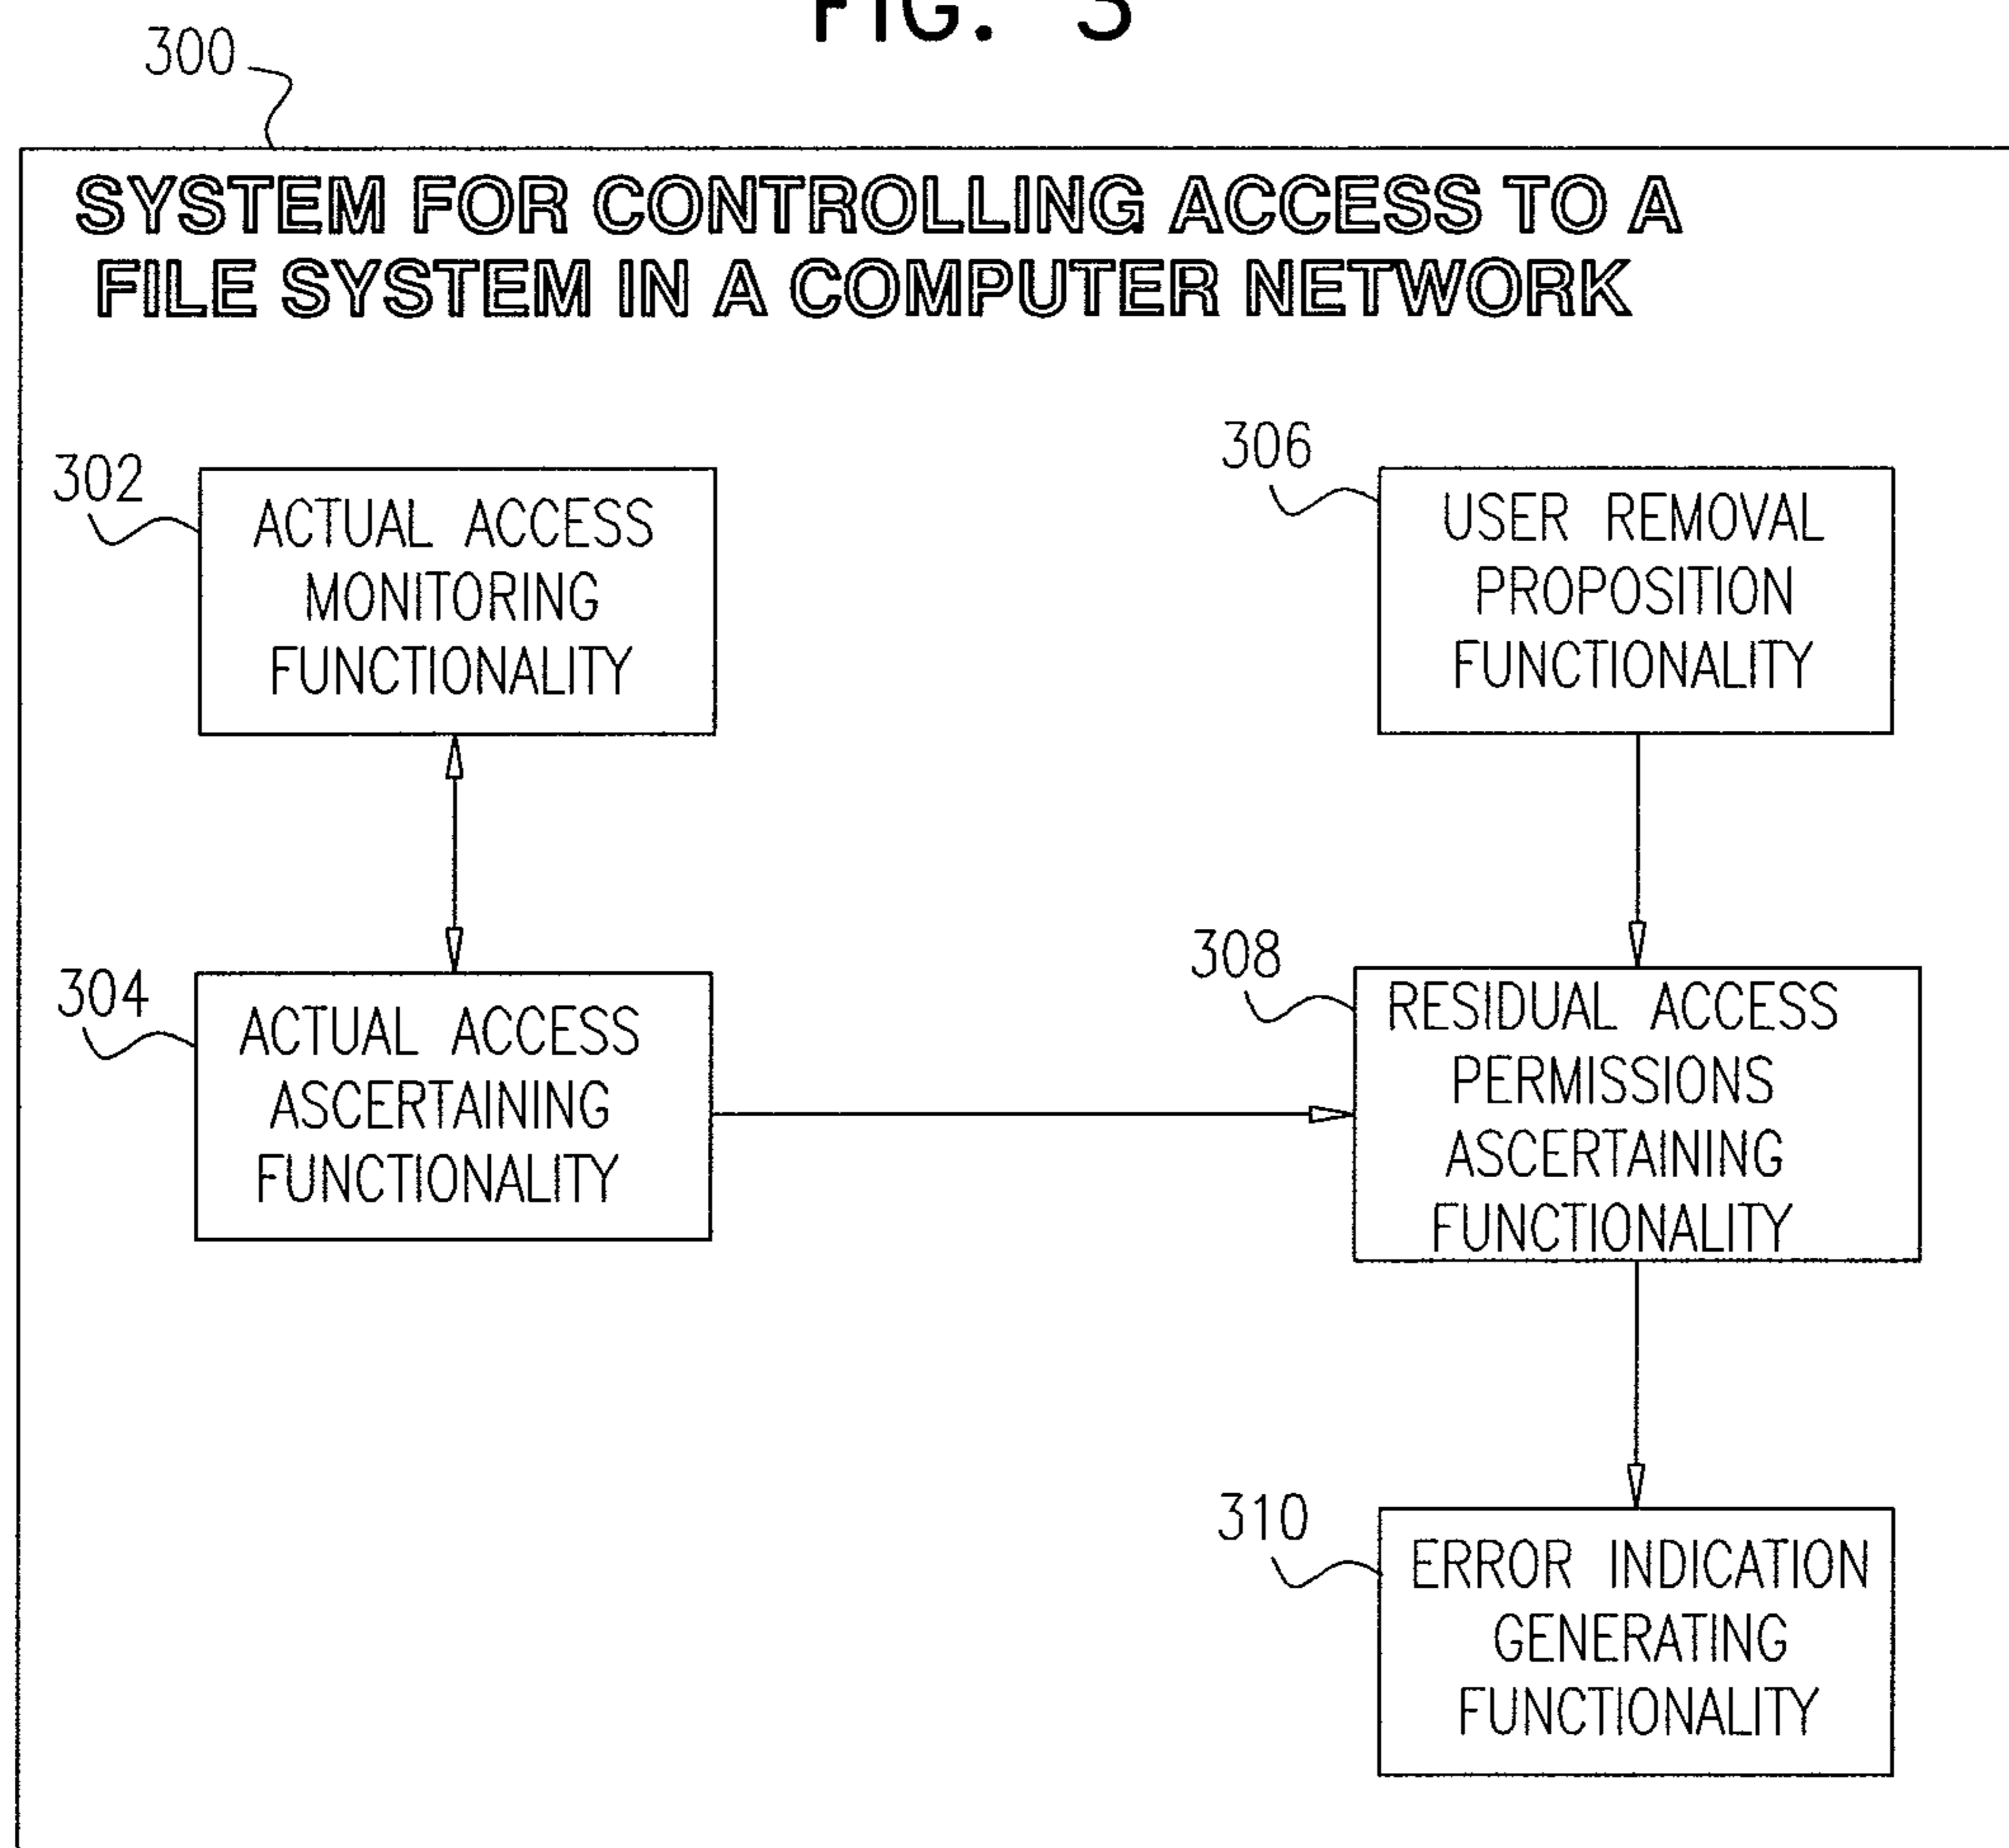 FIG. 3
300
SYSTEM FOR CONTROLLING ACCESS TO A
FILE SYSTEM IN A COMPUTER NETWORK
302
ACTUAL ACCESS
MONITORING
FUNCTIONALITY
306
USER REMOVAL
PROPOSITION
FUNCTIONALITY
304
ACTUAL ACCESS
ASCERTAINING
FUNCTIONALITY
308
RESIDUAL ACCESS
PERMISSIONS
ASCERTAINING
FUNCTIONALITY
310
ERROR INDICATION
GENERATING
FUNCTIONALITY